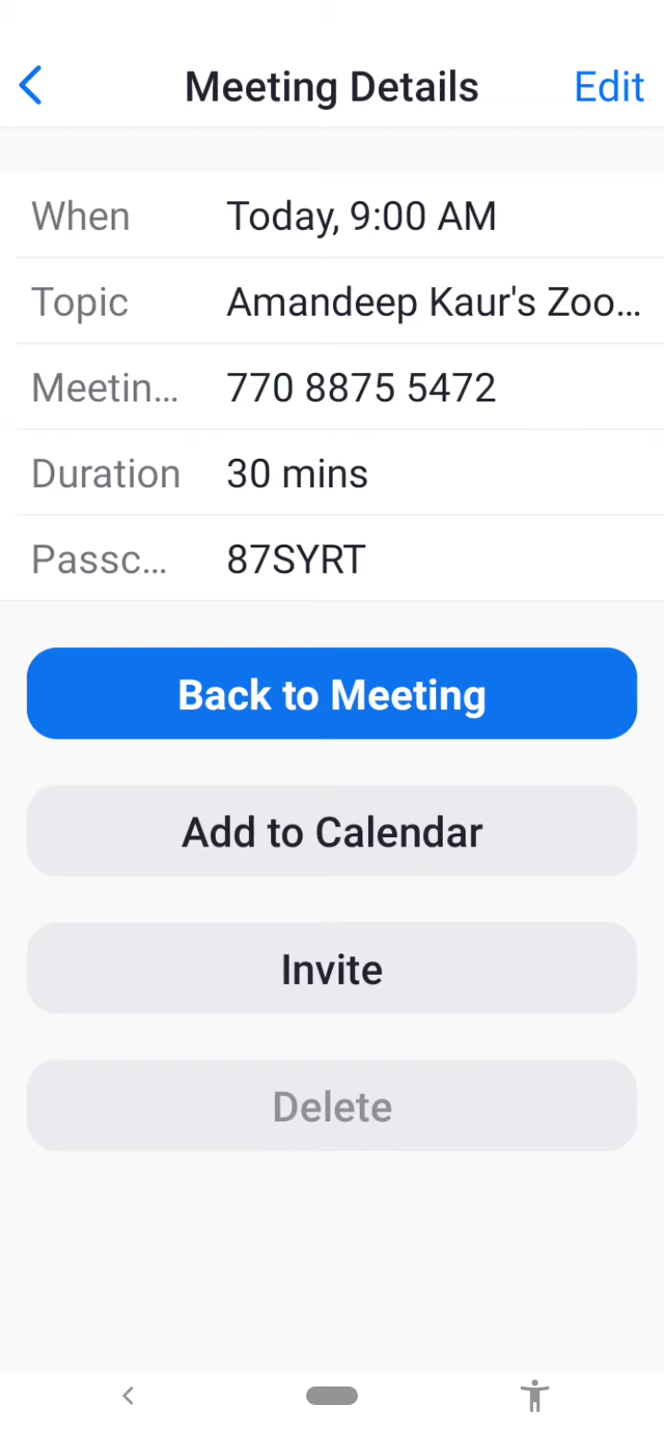 Meeting Details
Edit
When Today, 9:00 AM
Topic Amandeep Kaur's Zoo...
Meetin... 770 8875 5472
Duration 30 mins
Passc... 87SYRT
Back to Meeting
Add to Calendar
Invite
Delete